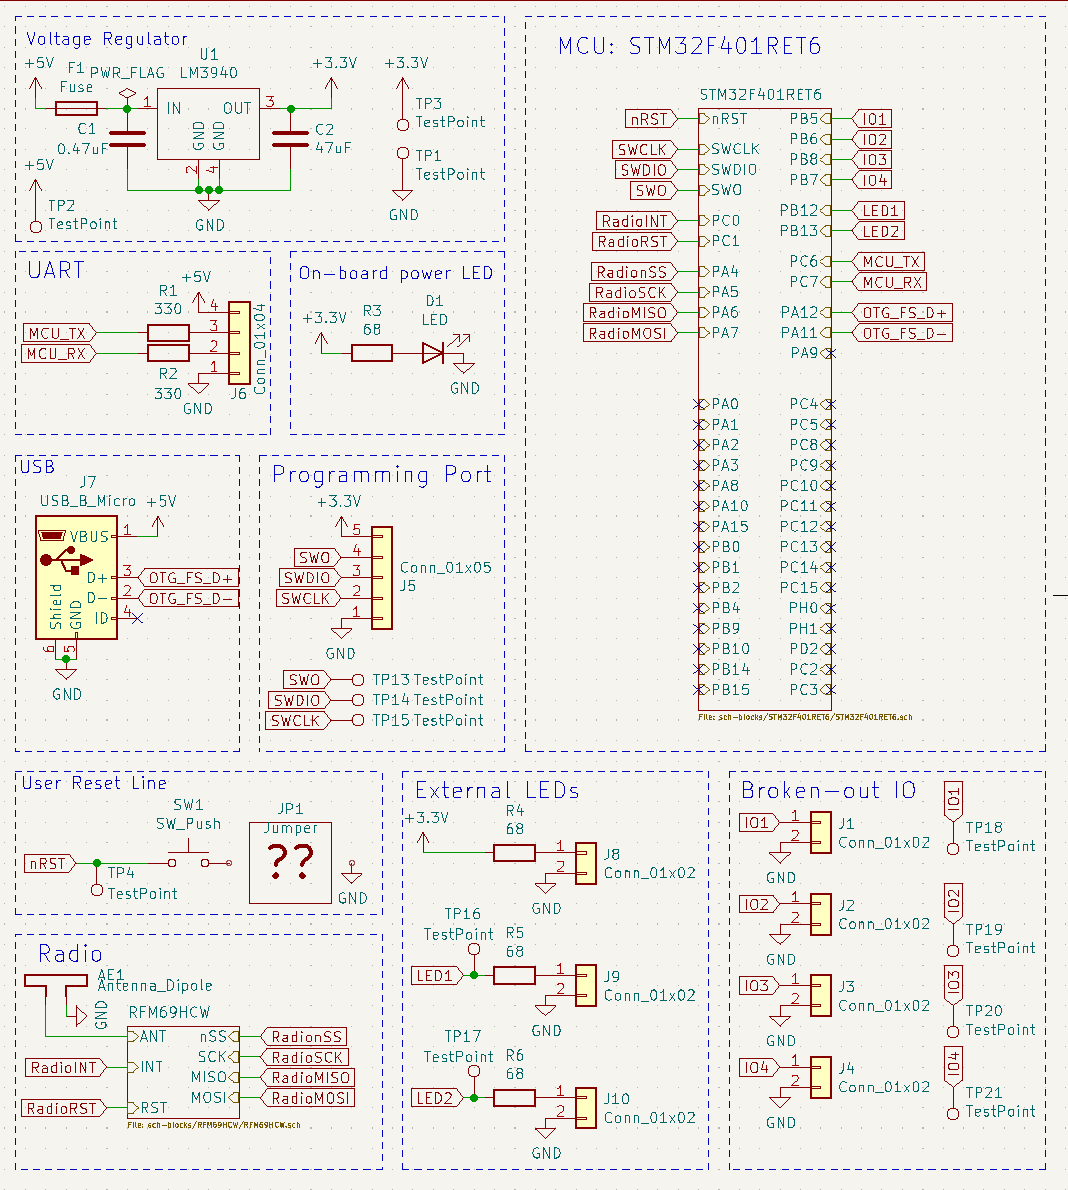 Voltage Regulator
+5V
F1
Fuse
PWR_FLAG
U1
LM3940
1
IN
OUT
3
GND
GND
2
4
C1
0.47uF
C2
47uF
+3.3V
GND
+5V
TP2
TestPoint
+3.3V
TP3
TestPoint
TP1
TestPoint
GND
UART
+5V
R1
330
MCU_TX
MCU_RX
R2
330
4
3
2
1
GND
J6
Conn_01x04
On-board power LED
+3.3V
R3
68
D1
LED
GND
USB
J7
USB_B_Micro
+5V
VBUS
1
D+
3
OTG_FS_D+
D-
2
OTG_FS_D-
ID
4
Shield
GND
6
5
GND
Programming Port
+3.3V
5
SWO
4
SWDIO
3
SWCLK
2
1
Conn_01x05
J5
GND
SWO
TP13 TestPoint
SWDIO
TP14 TestPoint
SWCLK
TP15 TestPoint
MCU: STM32F401RET6
STM32F401RET6
nRST nRST PB5 IO1
PB6 IO2
SWCLK SWCLK PB8 IO3
SWDIO SWDIO PB7 IO4
SWO SWO
PB12 LED1
RadioINT PC0 PB13 LED2
RadioRST PC1
PC6 MCU_TX
RadionSS PA4 PC7 MCU_RX
RadioSCK PA5
RadioMISO PA6 PA12 OTG_FS_D+
RadioMOSI PA7 PA11 OTG_FS_D-
PA9
PA0 PC4
PA1 PC5
PA2 PC8
PA3 PC9
PA8 PC10
PA10 PC11
PA15 PC12
PB0 PC13
PB1 PC14
PB2 PC15
PB4 PH0
PB9 PH1
PB10 PD2
PB14 PC2
PB15 PC3
File: sch-blocks/STM32F401RET6/STM32F401RET6.sch
User Reset Line
nRST
TP4
TestPoint
SW1
SW_Push
JP1
Jumper
??
GND
Radio
AE1
Antenna_Dipole
GND
RFM69HCW
ANT nSS RadionSS
SCK RadioSCK
RadioINT INT
MISO RadioMISO
MOSI RadioMOSI
RadioRST RST
File: sch-blocks/RFM69HCW/RFM69HCW.sch
External LEDs
+3.3V
R4
68
1
2
J8
Conn_01x02
GND
TP16
TestPoint
R5
68
LED1
1
2
J9
Conn_01x02
GND
TP17
TestPoint
R6
68
LED2
1
2
J10
Conn_01x02
GND
Broken-out IO
IO1
1
2
J1
Conn_01x02
GND
IO1
TP18
TestPoint
IO2
1
2
J2
Conn_01x02
GND
IO2
TP19
TestPoint
IO3
1
2
J3
Conn_01x02
GND
IO3
TP20
TestPoint
IO4
1
2
J4
Conn_01x02
GND
IO4
TP21
TestPoint